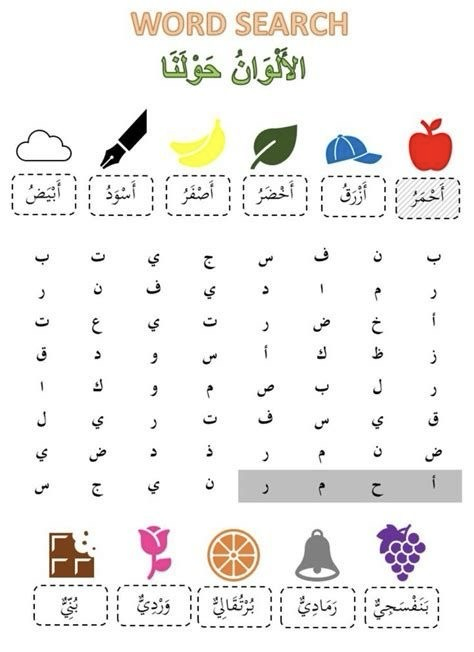 WORD SEARCH
الأَلْوَانُ حَوْلَنَا
أَحْمَرُ أَزْرَقُ أَخْضَرُ أَصْفَرُ أَسْوَدُ أَبْيَضُ
ب ن ف س ج ي ت ب
ر م ا د ي ف ن ر
أ خ ض ر ت ي ع ت
ز ظ ك أ س و د ق
ر ل ب ص م و ك ا
ق ي س ف ت ر ي ل
ض ن م ر ذ د ض ي
أ ح م ر ن ي ج س
بَنَفْسَجِيٌّ رَمَادِيٌّ بُرْتُقَالِيٌّ وَرْدِيٌّ بُنِّيٌّ